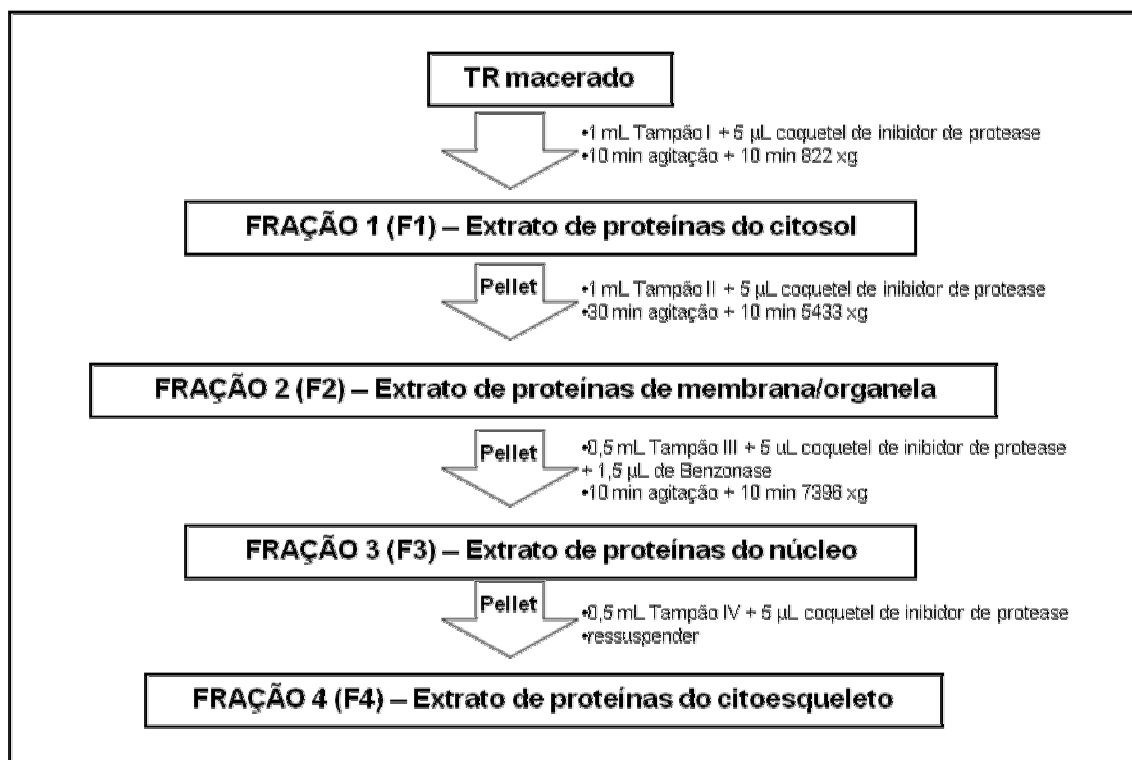 TR macerado
•1 mL Tampão I + 5 µL coquetel de inibidor de protease
•10 min agitação + 10 min 822 xg
FRAÇÃO 1 (F1) – Extrato de proteínas do citosol
Pellet
•1 mL Tampão II + 5 µL coquetel de inibidor de protease
•30 min agitação + 10 min 5433 xg
FRAÇÃO 2 (F2) – Extrato de proteínas de membrana/organela
Pellet
•0,5 mL Tampão III + 5 uL coquetel de inibidor de protease
+ 1,5 µL de Benzonase
•10 min agitação + 10 min 7396 xg
FRAÇÃO 3 (F3) – Extrato de proteínas do núcleo
Pellet
•0,5 mL Tampão IV + 5 µL coquetel de inibidor de protease
•ressuspender
FRAÇÃO 4 (F4) – Extrato de proteínas do citoesqueleto